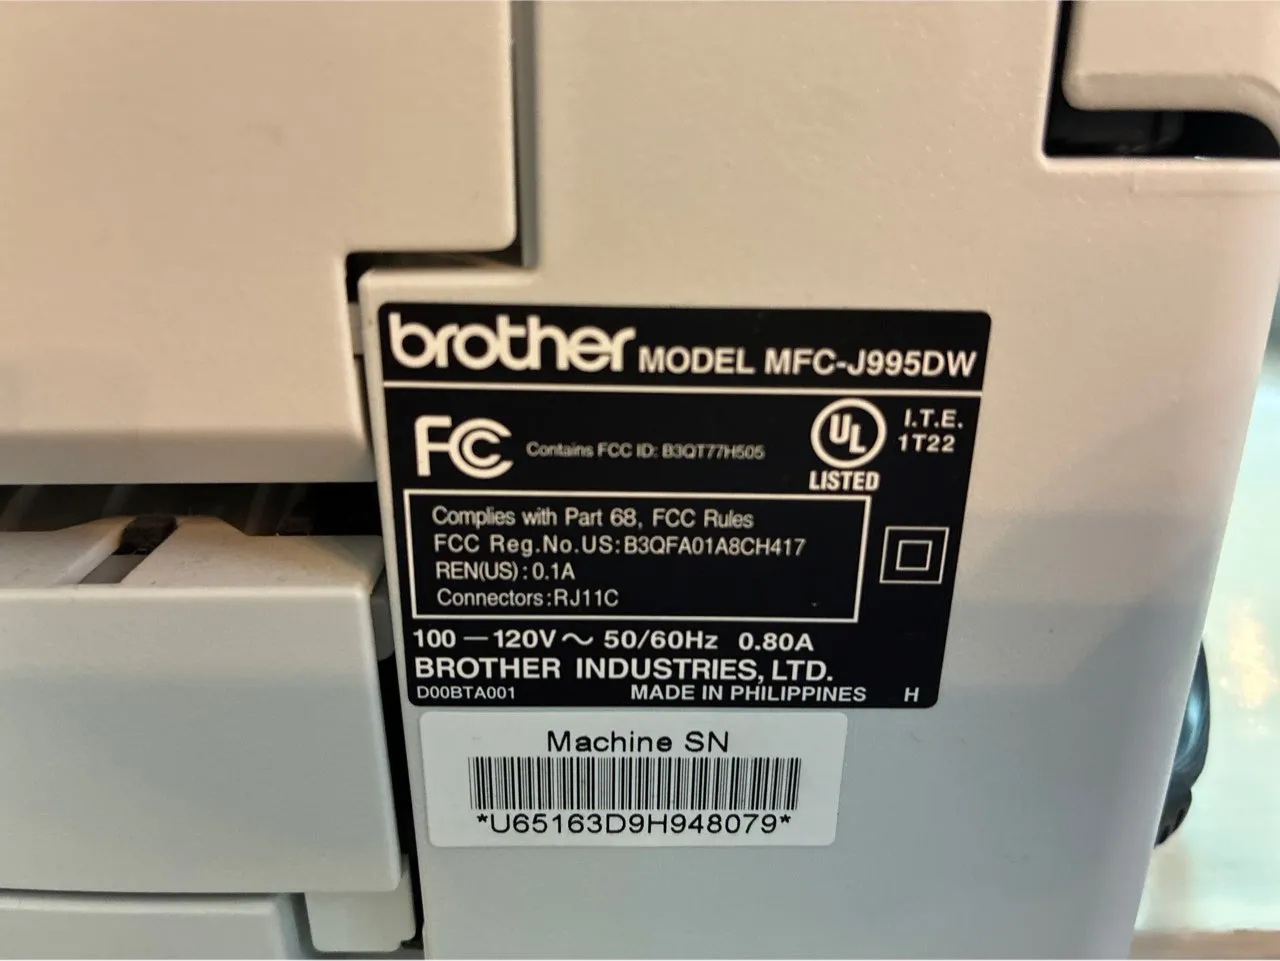 brother MODEL MFC-J995DW
FC Contains FCC ID: B3QT77H505
UL LISTED
I.T.E.
1T22
Complies with Part 68, FCC Rules
FCC Reg.No.US:B3QFA01A8CH417
REN(US):0.1A
Connectors:RJ11C
100—120V～ 50/60Hz 0.80A
BROTHER INDUSTRIES, LTD.
D00BTA001 MADE IN PHILIPPINES H
Machine SN
*U65163D9H948079*